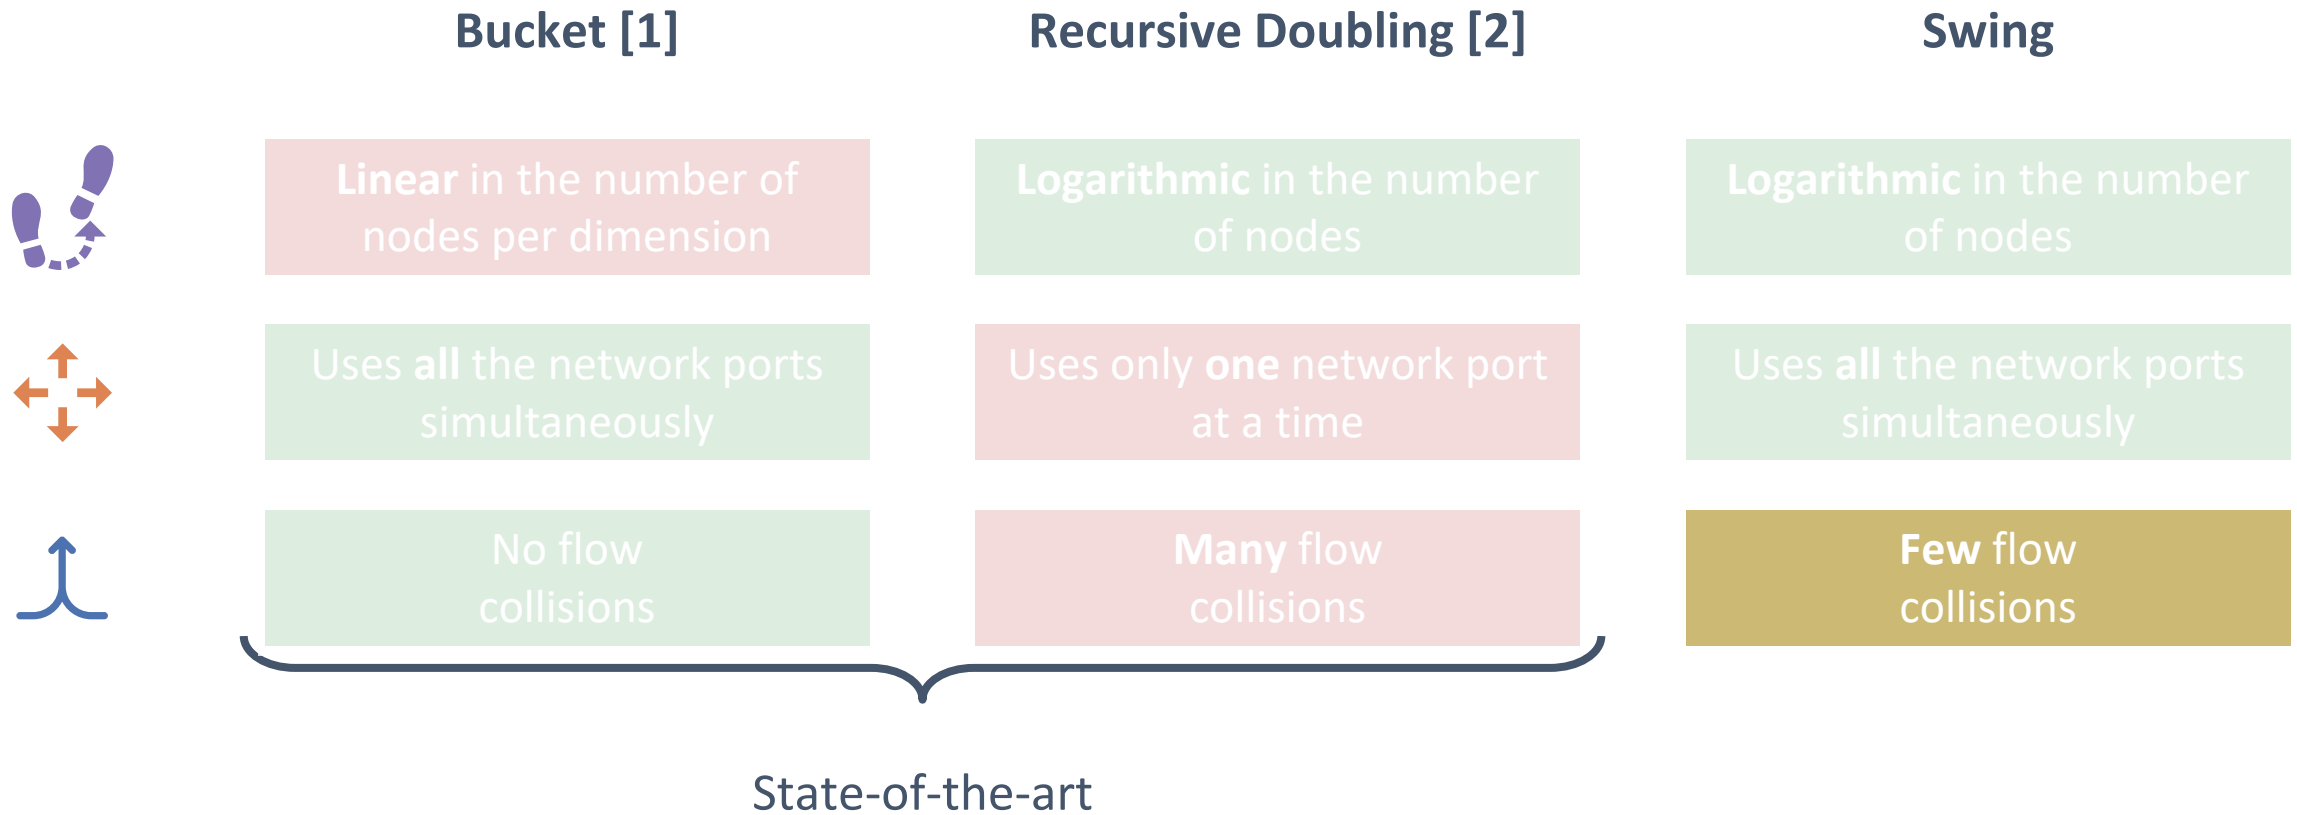 Bucket [1]
Recursive Doubling [2]
Swing
Linear in the number of
nodes per dimension
Logarithmic in the number
of nodes
Logarithmic in the number
of nodes
Uses all the network ports
simultaneously
Uses only one network port
at a time
Uses all the network ports
simultaneously
No flow
collisions
Many flow
collisions
Few flow
collisions
State-of-the-art